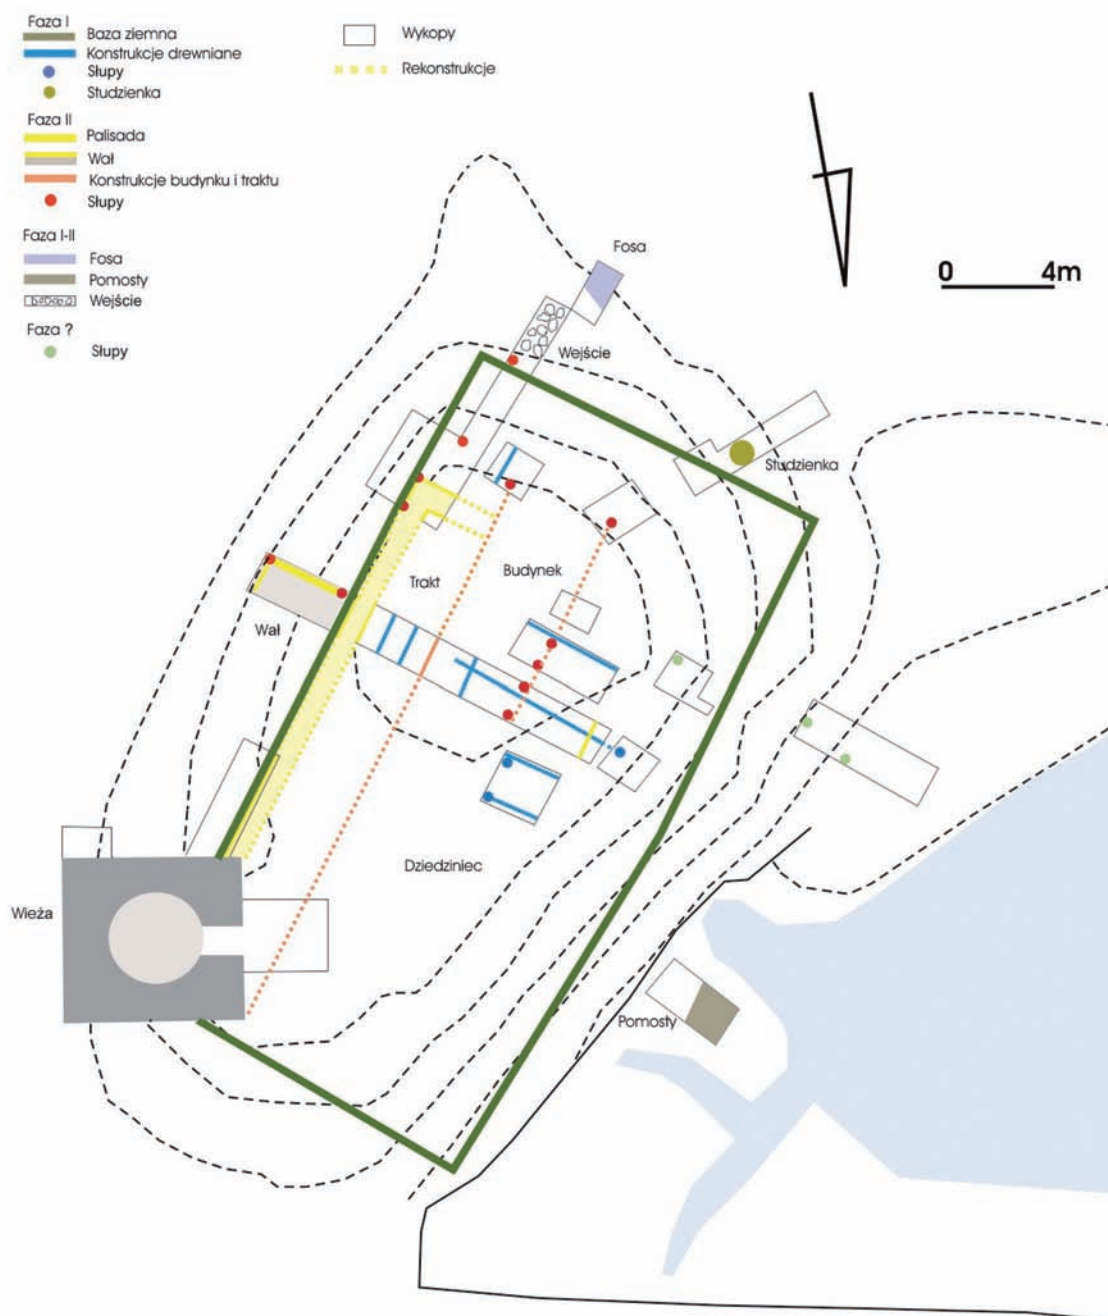 Faza I
Baza ziemna
Konstrukcje drewniane
Słupy
Studzienka
Faza II
Palisada
Wał
Konstrukcje budynku i traktu
Słupy
Faza I-II
Fosa
Pomosty
Wejście
Faza ?
Słupy
Wykopy
Rekonstrukcje
0 4m
Fosa
Wejście
Studzienka
Trakt
Budynek
Wał
Dziedziniec
Wieża
Pomosty